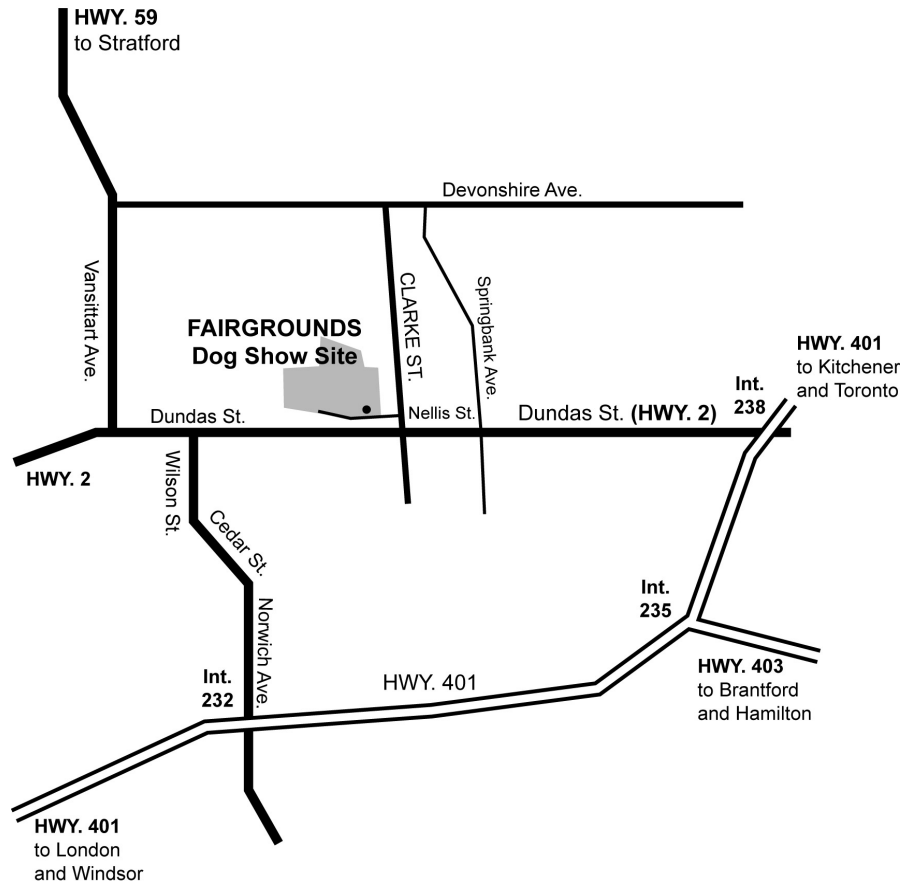 HWY. 59
to Stratford
Devonshire Ave.
Vansittart Ave.
CLARKE ST.
Springbank Ave.
FAIRGROUNDS
Dog Show Site
HWY. 401
to Kitchener
and Toronto
Int.
238
Dundas St.
Nellis St.
Dundas St. (HWY. 2)
HWY. 2
Wilson St.
Cedar St.
Norwich Ave.
Int.
235
Int.
232
HWY. 401
HWY. 403
to Brantford
and Hamilton
HWY. 401
to London
and Windsor